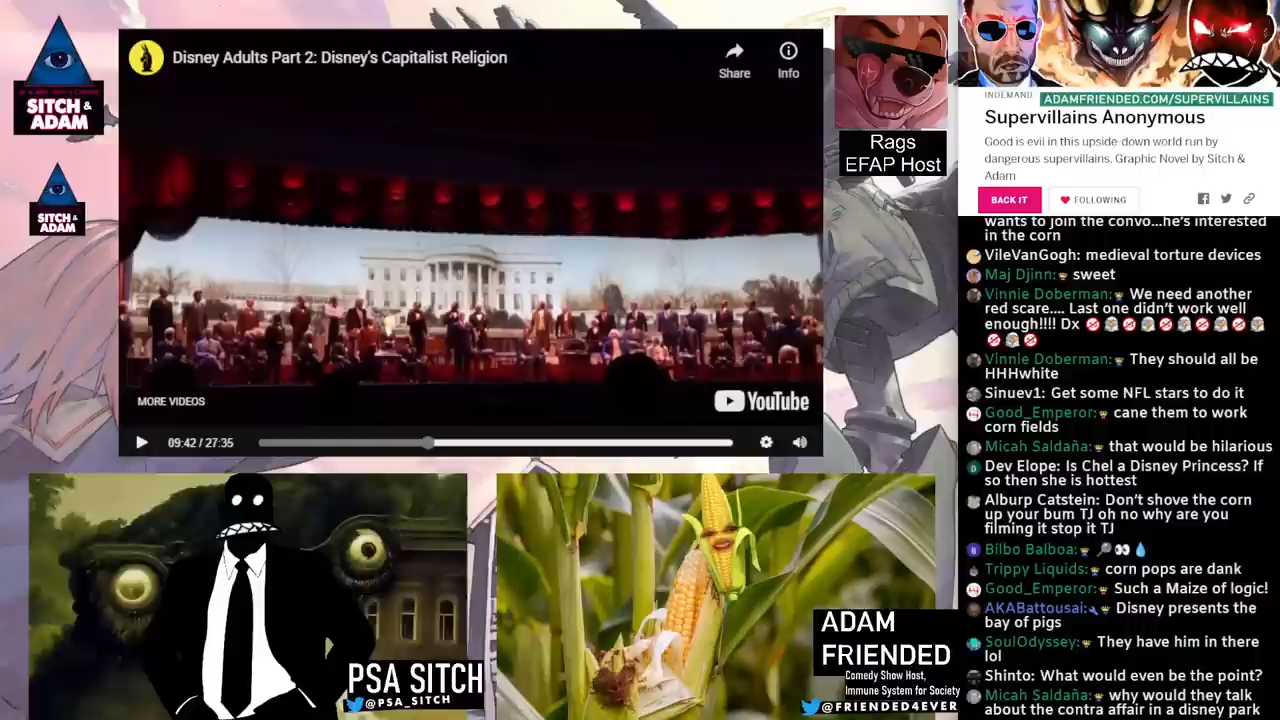 SITCH &
ADAM
SITCH &
ADAM
Disney Adults Part 2: Disney's Capitalist Religion
Share
Info
MORE VIDEOS
YouTube
09:42 / 27:35
Rags
EFAP Host
INDEMAND
ADAMFRIENDED.COM/SUPERVILLAINS
Supervillains Anonymous
Good is evil in this upside-down world run by
dangerous supervillains. Graphic Novel by Sitch &
Adam
BACK IT
FOLLOWING
wants to join the convo...he's interested
in the corn
VileVanGogh: medieval torture devices
Maj Djinn: sweet
Vinnie Doberman: We need another
red scare.... Last one didn't work well
enough!!!! Dx
Vinnie Doberman: They should all be
HHHwhite
Sinuev1: Get some NFL stars to do it
Good_Emperor: cane them to work
corn fields
Micah Saldaña: that would be hilarious
Dev Elope: Is Chel a Disney Princess? If
so then she is hottest
Alburp Catstein: Don't shove the corn
up your bum TJ oh no why are you
filming it stop it TJ
Bilbo Balboa:
Trippy Liquids: corn pops are dank
Good_Emperor: Such a Maize of logic!
AKABattousai: Disney presents the
bay of pigs
SoulOdyssey: They have him in there
lol
Shinto: What would even be the point?
Micah Saldaña: why would they talk
about the contra affair in a disney park
PSA SITCH
@PSA_SITCH
ADAM
FRIENDED
Comedy Show Host,
Immune System for Society
@FRIENDED4EVER